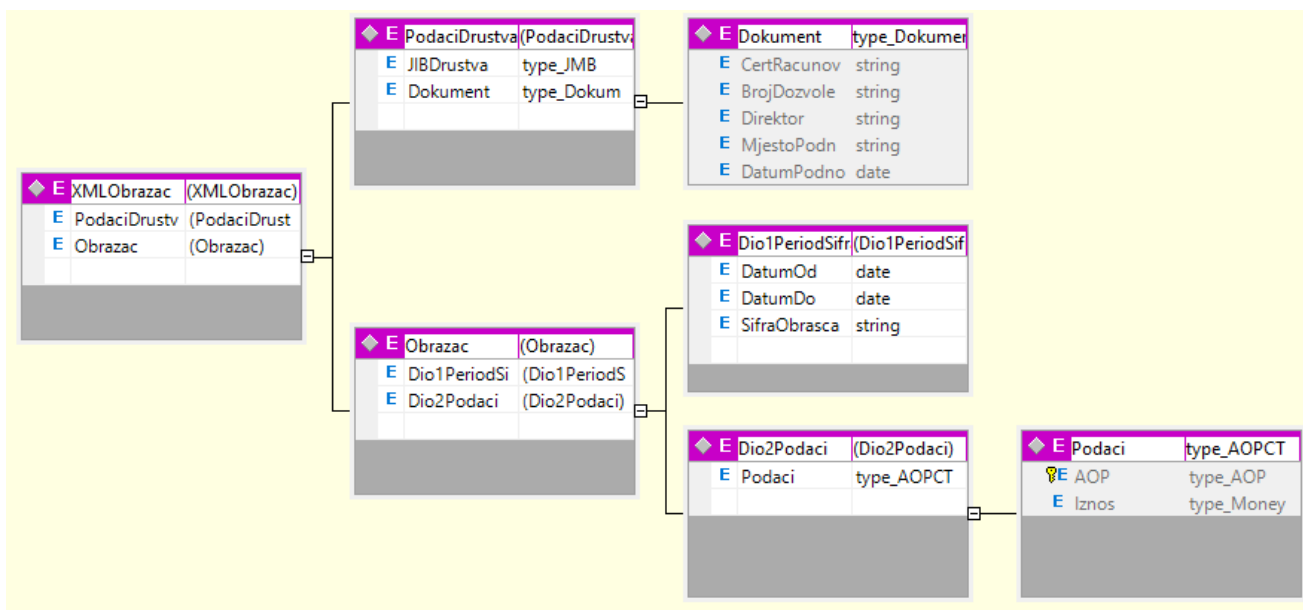 E XMLObrazac (XMLObrazac)
E PodaciDrustv (PodaciDrust
E Obrazac (Obrazac)
E PodaciDrustva (PodaciDrustva
E JIBDrustva type_JMB
E Dokument type_Dokum
E Dokument type_Dokumen
E CertRacunov string
E BrojDozvole string
E Direktor string
E MjestoPodn string
E DatumPodno date
E Obrazac (Obrazac)
E Dio1PeriodSi (Dio1PeriodS
E Dio2Podaci (Dio2Podaci)
E Dio1PeriodSifr (Dio1PeriodSif
E DatumOd date
E DatumDo date
E SifraObrasca string
E Dio2Podaci (Dio2Podaci)
E Podaci type_AOPCT
E Podaci type_AOPCT
E AOP type_AOP
E Iznos type_Money